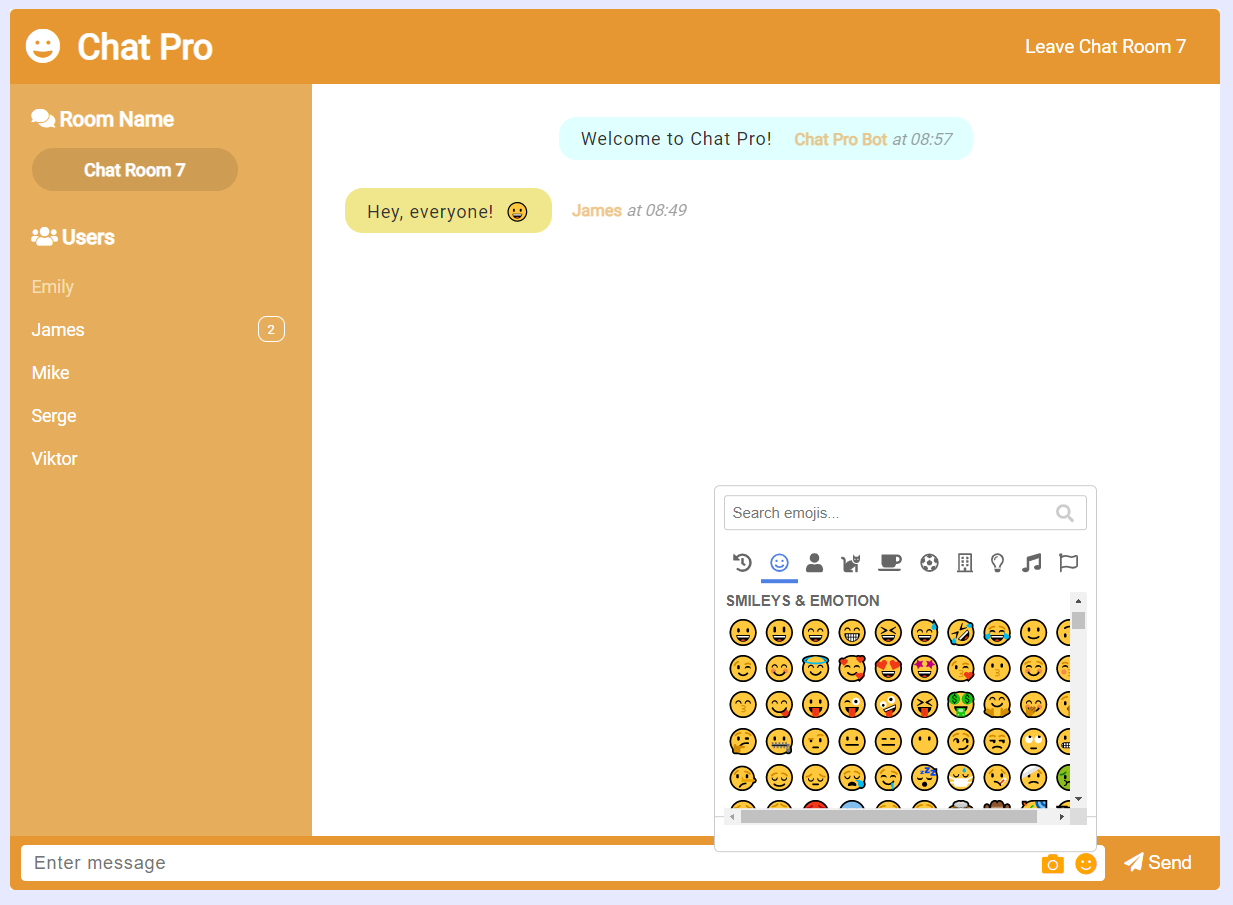 Chat Pro
Leave Chat Room 7
Room Name
Chat Room 7
Users
Emily
James 2
Mike
Serge
Viktor
Welcome to Chat Pro! Chat Pro Bot at 08:57
Hey, everyone! 😀 James at 08:49
Search emojis...
SMILEYS & EMOTION
Enter message
Send